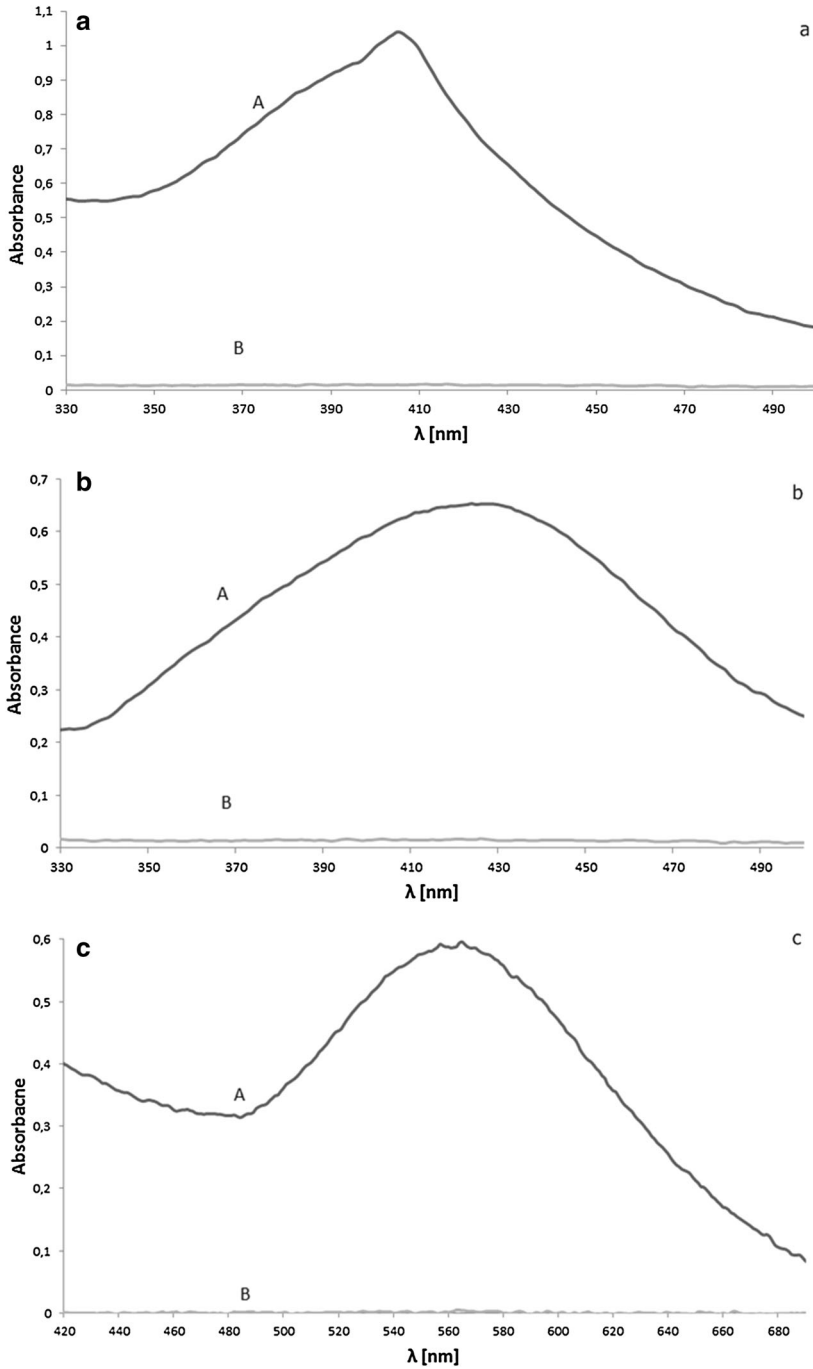 a
a
1,1
1
0,9
0,8
0,7
0,6
0,5
0,4
0,3
0,2
0,1
0
Absorbance
A
B
330 350 370 390 410 430 450 470 490
λ [nm]
b
b
0,7
0,6
0,5
0,4
0,3
0,2
0,1
0
Absorbance
A
B
330 350 370 390 410 430 450 470 490
λ [nm]
c
c
0,6
0,5
0,4
0,3
0,2
0,1
0
Absorbacne
A
B
420 440 460 480 500 520 540 560 580 600 620 640 660 680
λ [nm]